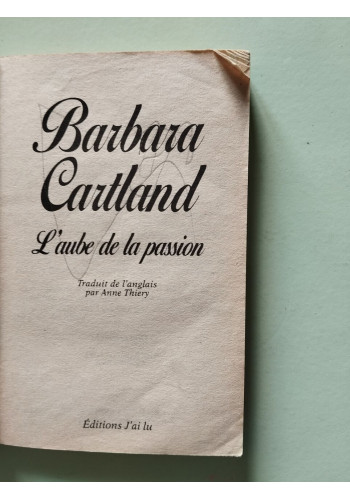 Barbara
Cartland
L'aube de la passion
Traduit de l'anglais
par Anne Thiery
Éditions J'ai lu